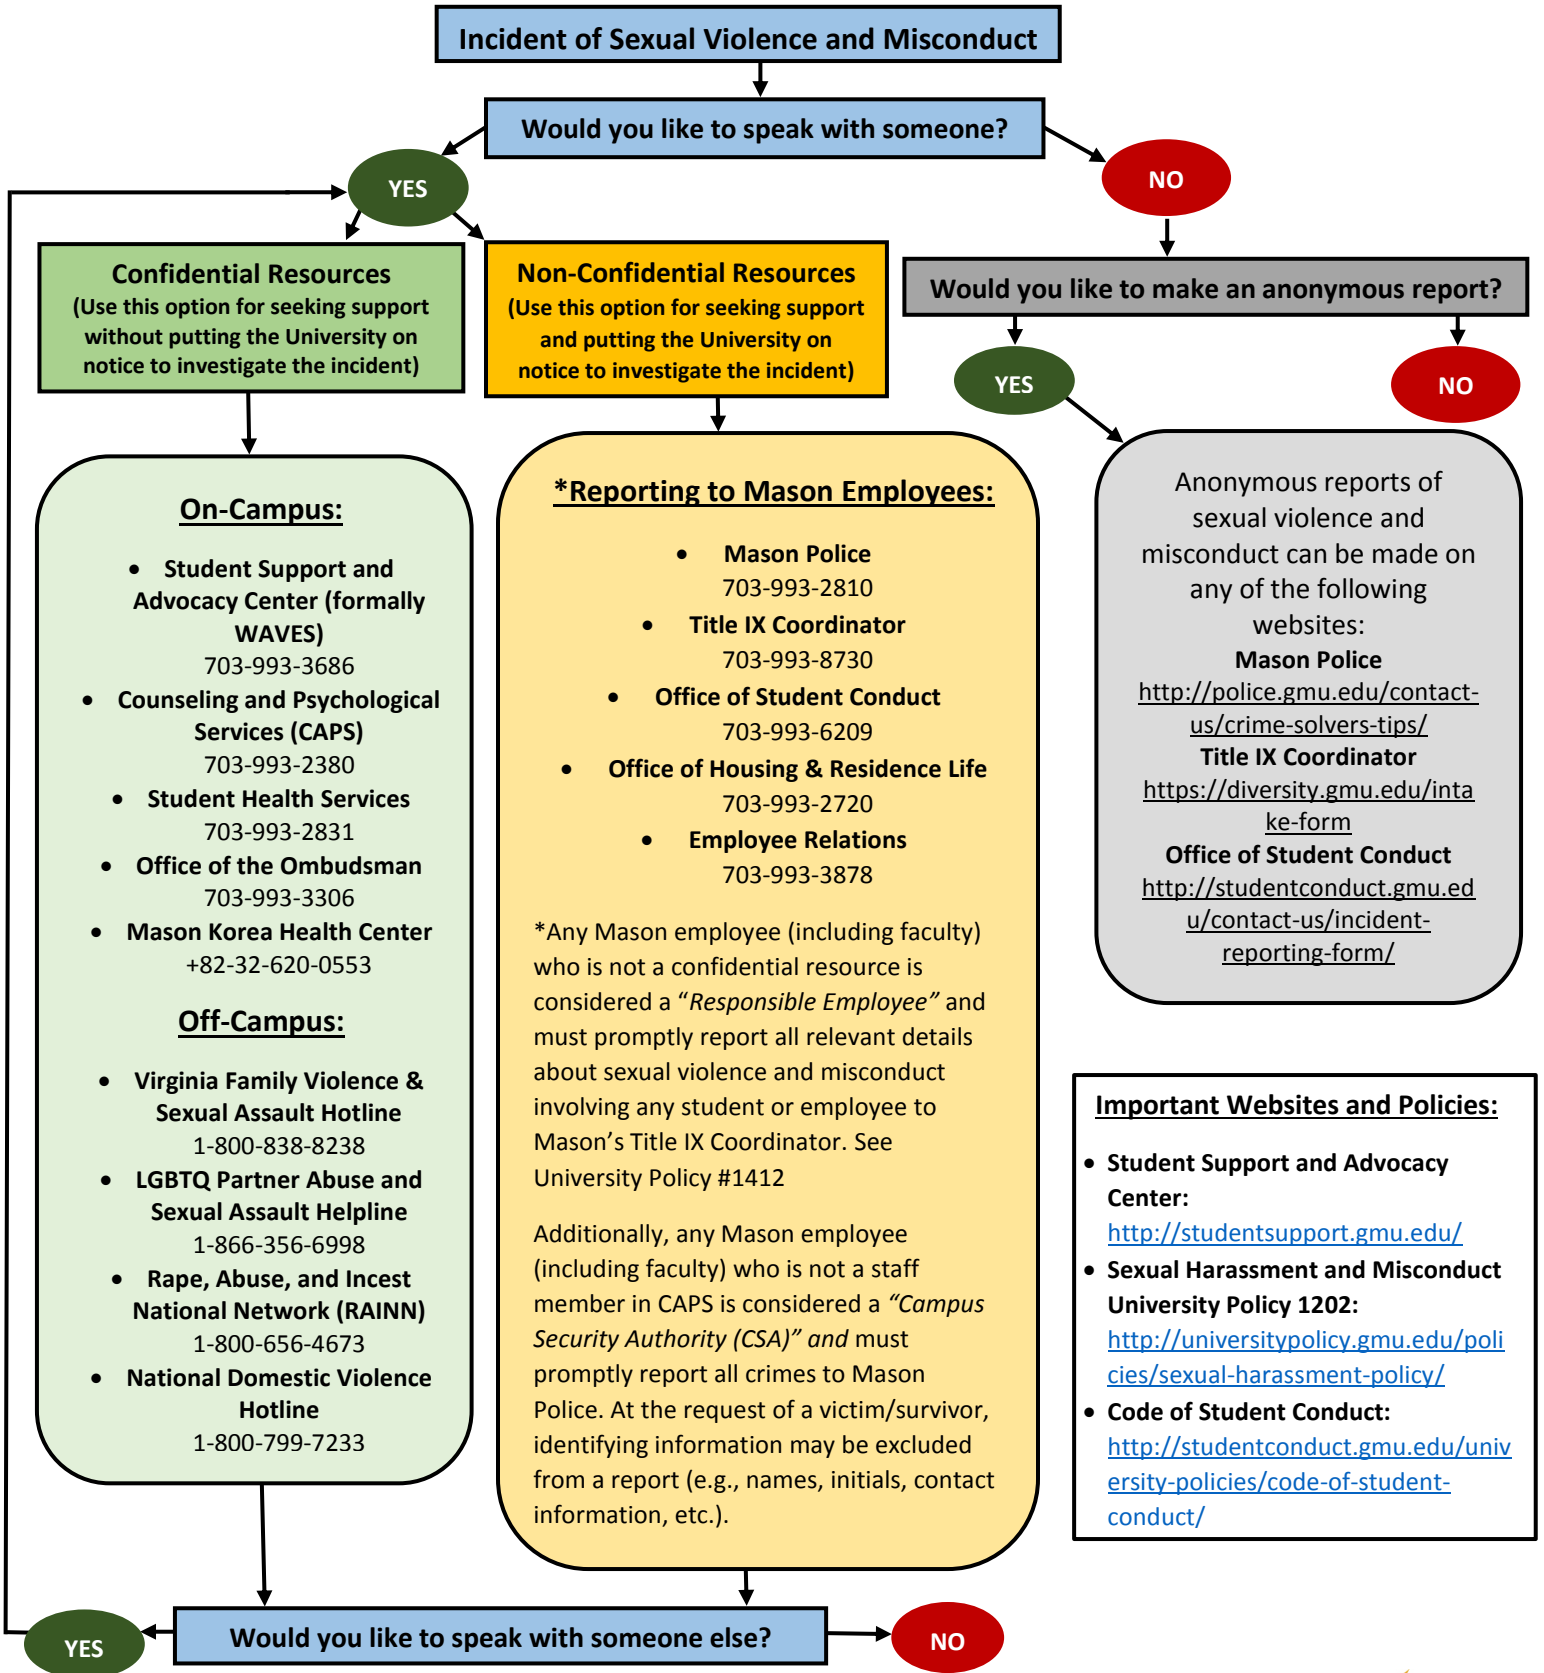 Incident of Sexual Violence and Misconduct
Would you like to speak with someone?
YES
NO
Confidential Resources
(Use this option for seeking support
without putting the University on
notice to investigate the incident)
Non-Confidential Resources
(Use this option for seeking support
and putting the University on
notice to investigate the incident)
Would you like to make an anonymous report?
YES
NO
On-Campus:
• Student Support and
Advocacy Center (formally
WAVES)
703-993-3686
• Counseling and Psychological
Services (CAPS)
703-993-2380
• Student Health Services
703-993-2831
• Office of the Ombudsman
703-993-3306
• Mason Korea Health Center
+82-32-620-0553
Off-Campus:
• Virginia Family Violence &
Sexual Assault Hotline
1-800-838-8238
• LGBTQ Partner Abuse and
Sexual Assault Helpline
1-866-356-6998
• Rape, Abuse, and Incest
National Network (RAINN)
1-800-656-4673
• National Domestic Violence
Hotline
1-800-799-7233
*Reporting to Mason Employees:
• Mason Police
703-993-2810
• Title IX Coordinator
703-993-8730
• Office of Student Conduct
703-993-6209
• Office of Housing & Residence Life
703-993-2720
• Employee Relations
703-993-3878
*Any Mason employee (including faculty)
who is not a confidential resource is
considered a “Responsible Employee” and
must promptly report all relevant details
about sexual violence and misconduct
involving any student or employee to
Mason’s Title IX Coordinator. See
University Policy #1412
Additionally, any Mason employee
(including faculty) who is not a staff
member in CAPS is considered a “Campus
Security Authority (CSA)” and must
promptly report all crimes to Mason
Police. At the request of a victim/survivor,
identifying information may be excluded
from a report (e.g., names, initials, contact
information, etc.).
Anonymous reports of
sexual violence and
misconduct can be made on
any of the following
websites:
Mason Police
http://police.gmu.edu/contact-
us/crime-solvers-tips/
Title IX Coordinator
https://diversity.gmu.edu/inta
ke-form
Office of Student Conduct
http://studentconduct.gmu.ed
u/contact-us/incident-
reporting-form/
Important Websites and Policies:
• Student Support and Advocacy
Center:
http://studentsupport.gmu.edu/
• Sexual Harassment and Misconduct
University Policy 1202:
http://universitypolicy.gmu.edu/poli
cies/sexual-harassment-policy/
• Code of Student Conduct:
http://studentconduct.gmu.edu/univ
ersity-policies/code-of-student-
conduct/
Would you like to speak with someone else?
YES
NO